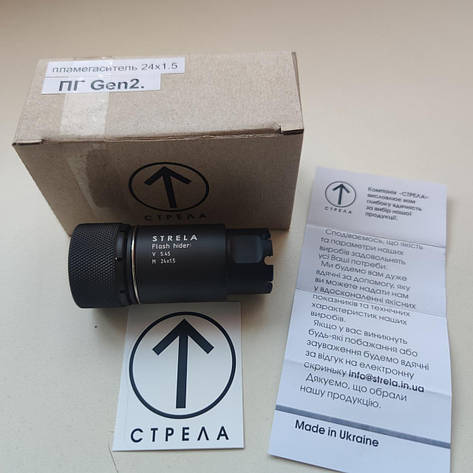 пламегаситель 24х1.5
ПГ Gen2.
СТРЕЛА
STRELA
Flash hider
V 5.45
M 24x1.5
СТРЕЛА
Компанія «СТРЕЛА»
висловлює вам
глибоку вдячність
за вибір нашої
продукції.
Сподіваємось, що якість
та параметри наших
виробів задовольнять
усі Ваші потреби.
Ми будемо вам дуже
вдячні за допомогу, яку
ви можете надати нам
у вдосконаленні якісних
показників та технічних
характеристик наших
виробів.
Якщо у вас виникнуть
будь-які побажання або
зауваження будемо вдячні
за відгук на електронну
скриньку info@strela.in.ua
Дякуємо, що обрали
нашу продукцію.
Made in Ukraine